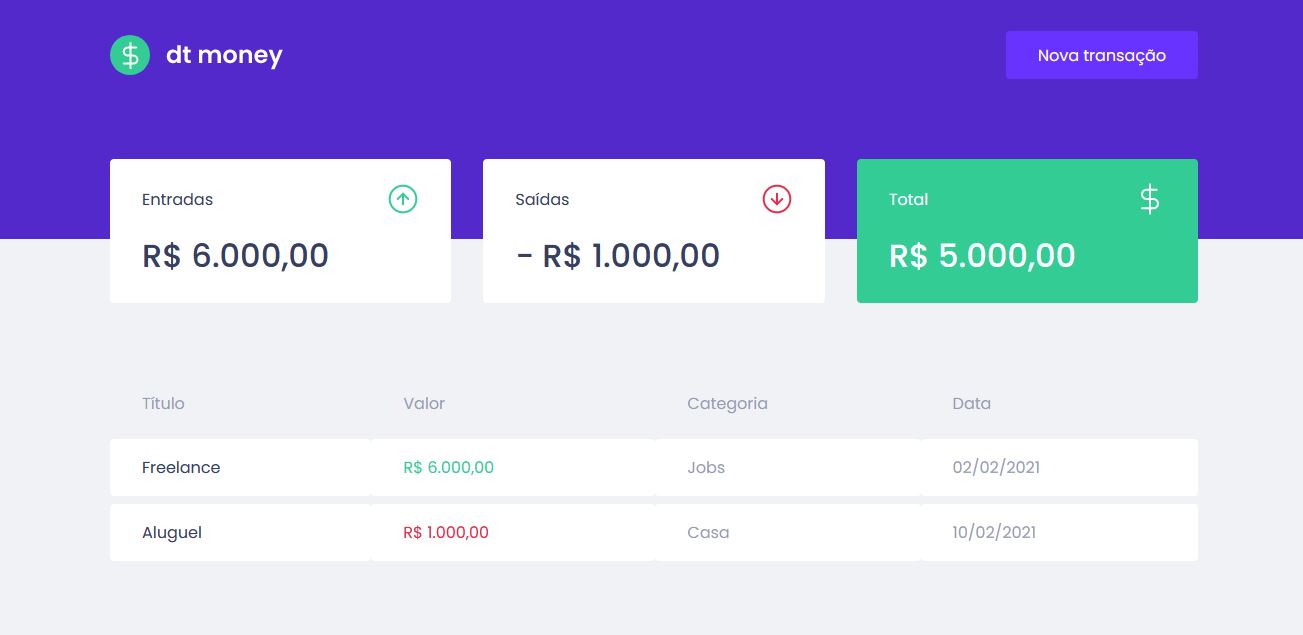 dt money
Nova transação
Entradas
R$ 6.000,00
Saídas
- R$ 1.000,00
Total
$
R$ 5.000,00
Título Valor Categoria Data
Freelance R$ 6.000,00 Jobs 02/02/2021
Aluguel R$ 1.000,00 Casa 10/02/2021